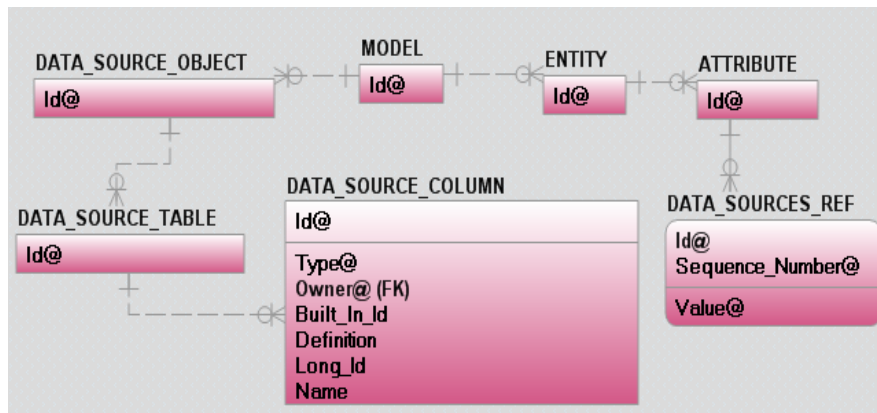 DATA_SOURCE_OBJECT
Id@
MODEL
Id@
ENTITY
Id@
ATTRIBUTE
Id@
DATA_SOURCE_TABLE
Id@
DATA_SOURCE_COLUMN
Id@
Type@
Owner@ (FK)
Built_In_Id
Definition
Long_Id
Name
DATA_SOURCES_REF
Id@
Sequence_Number@
Value@